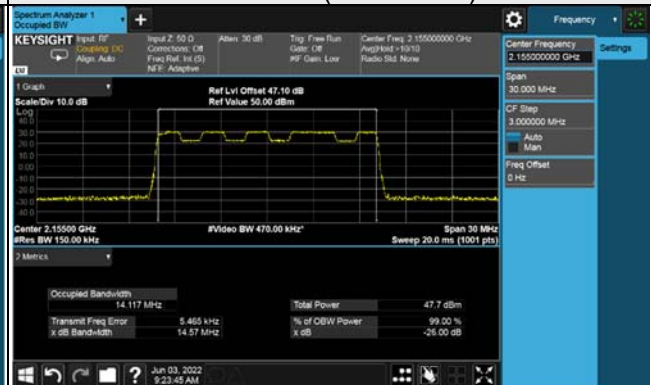 Spectrum Analyzer 1
Occupied BW
+
Frequency
KEYSIGHT
Input: RF
Coupling: DC
Align: Auto
Input Z: 50 Ω
Corrections: Off
Freq Ref: Int (S)
NFE: Adaptive
Atten: 30 dB
Trig: Free Run
Gate: Off
#IF Gain: Low
Center Freq: 2.155000000 GHz
Avg|Hold:>10/10
Radio Std: None
LM
1 Graph
Scale/Div 10.0 dB
Ref Lvl Offset 47.10 dB
Ref Value 50.00 dBm
Log
40.0
30.0
20.0
10.0
0.00
-10.0
-20.0
-30.0
-40.0
Center 2.15500 GHz
#Res BW 150.00 kHz
#Video BW 470.00 kHz*
Span 30 MHz
Sweep 20.0 ms (1001 pts)
2 Metrics
Occupied Bandwidth
14.117 MHz
Total Power 47.7 dBm
Transmit Freq Error 5.465 kHz
% of OBW Power 99.00 %
x dB Bandwidth 14.57 MHz
x dB -26.00 dB
Center Frequency
2.155000000 GHz
Settings
Span
30.000 MHz
CF Step
3.000000 MHz
Auto
Man
Freq Offset
0 Hz
?
Jun 03, 2022
9:23:45 AM